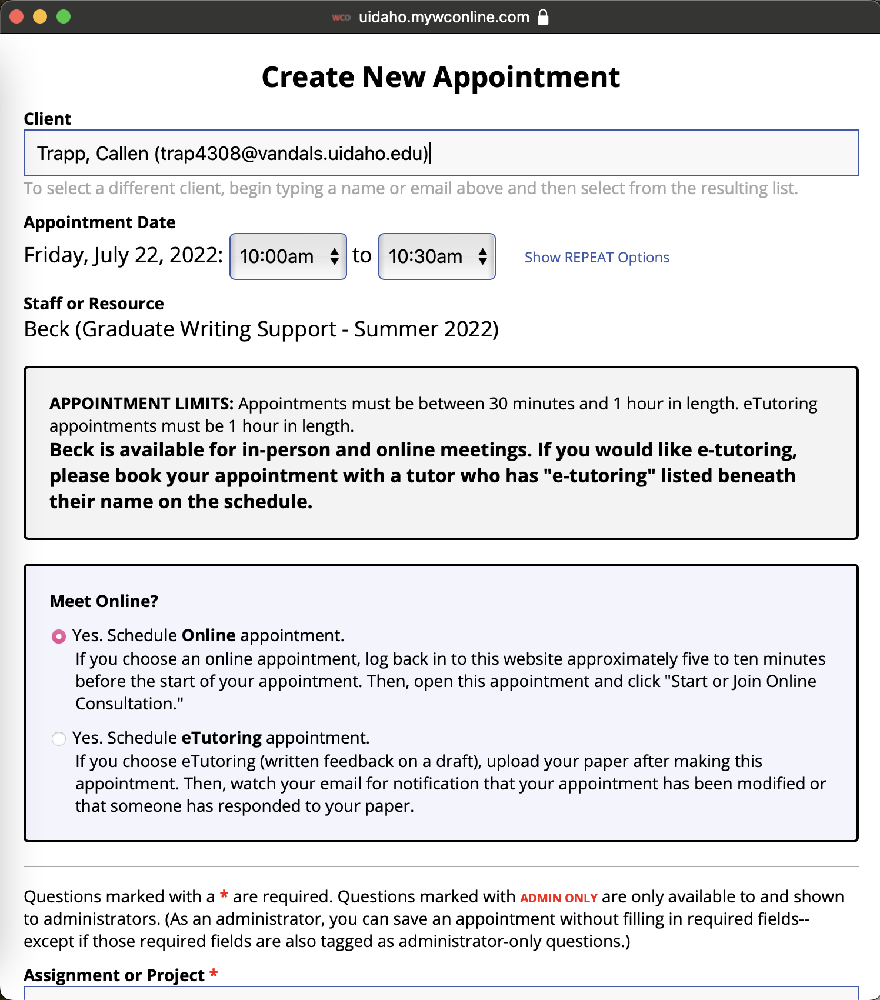 WCO uidaho.mywconline.com
Create New Appointment
Client
Trapp, Callen (trap4308@vandals.uidaho.edu)
To select a different client, begin typing a name or email above and then select from the resulting list.
Appointment Date
Friday, July 22, 2022: 10:00am to 10:30am Show REPEAT Options
Staff or Resource
Beck (Graduate Writing Support - Summer 2022)
APPOINTMENT LIMITS: Appointments must be between 30 minutes and 1 hour in length. eTutoring
appointments must be 1 hour in length.
Beck is available for in-person and online meetings. If you would like e-tutoring,
please book your appointment with a tutor who has "e-tutoring" listed beneath
their name on the schedule.
Meet Online?
Yes. Schedule Online appointment.
If you choose an online appointment, log back in to this website approximately five to ten minutes
before the start of your appointment. Then, open this appointment and click "Start or Join Online
Consultation."
Yes. Schedule eTutoring appointment.
If you choose eTutoring (written feedback on a draft), upload your paper after making this
appointment. Then, watch your email for notification that your appointment has been modified or
that someone has responded to your paper.
Questions marked with a * are required. Questions marked with ADMIN ONLY are only available to and shown
to administrators. (As an administrator, you can save an appointment without filling in required fields--
except if those required fields are also tagged as administrator-only questions.)
Assignment or Project *